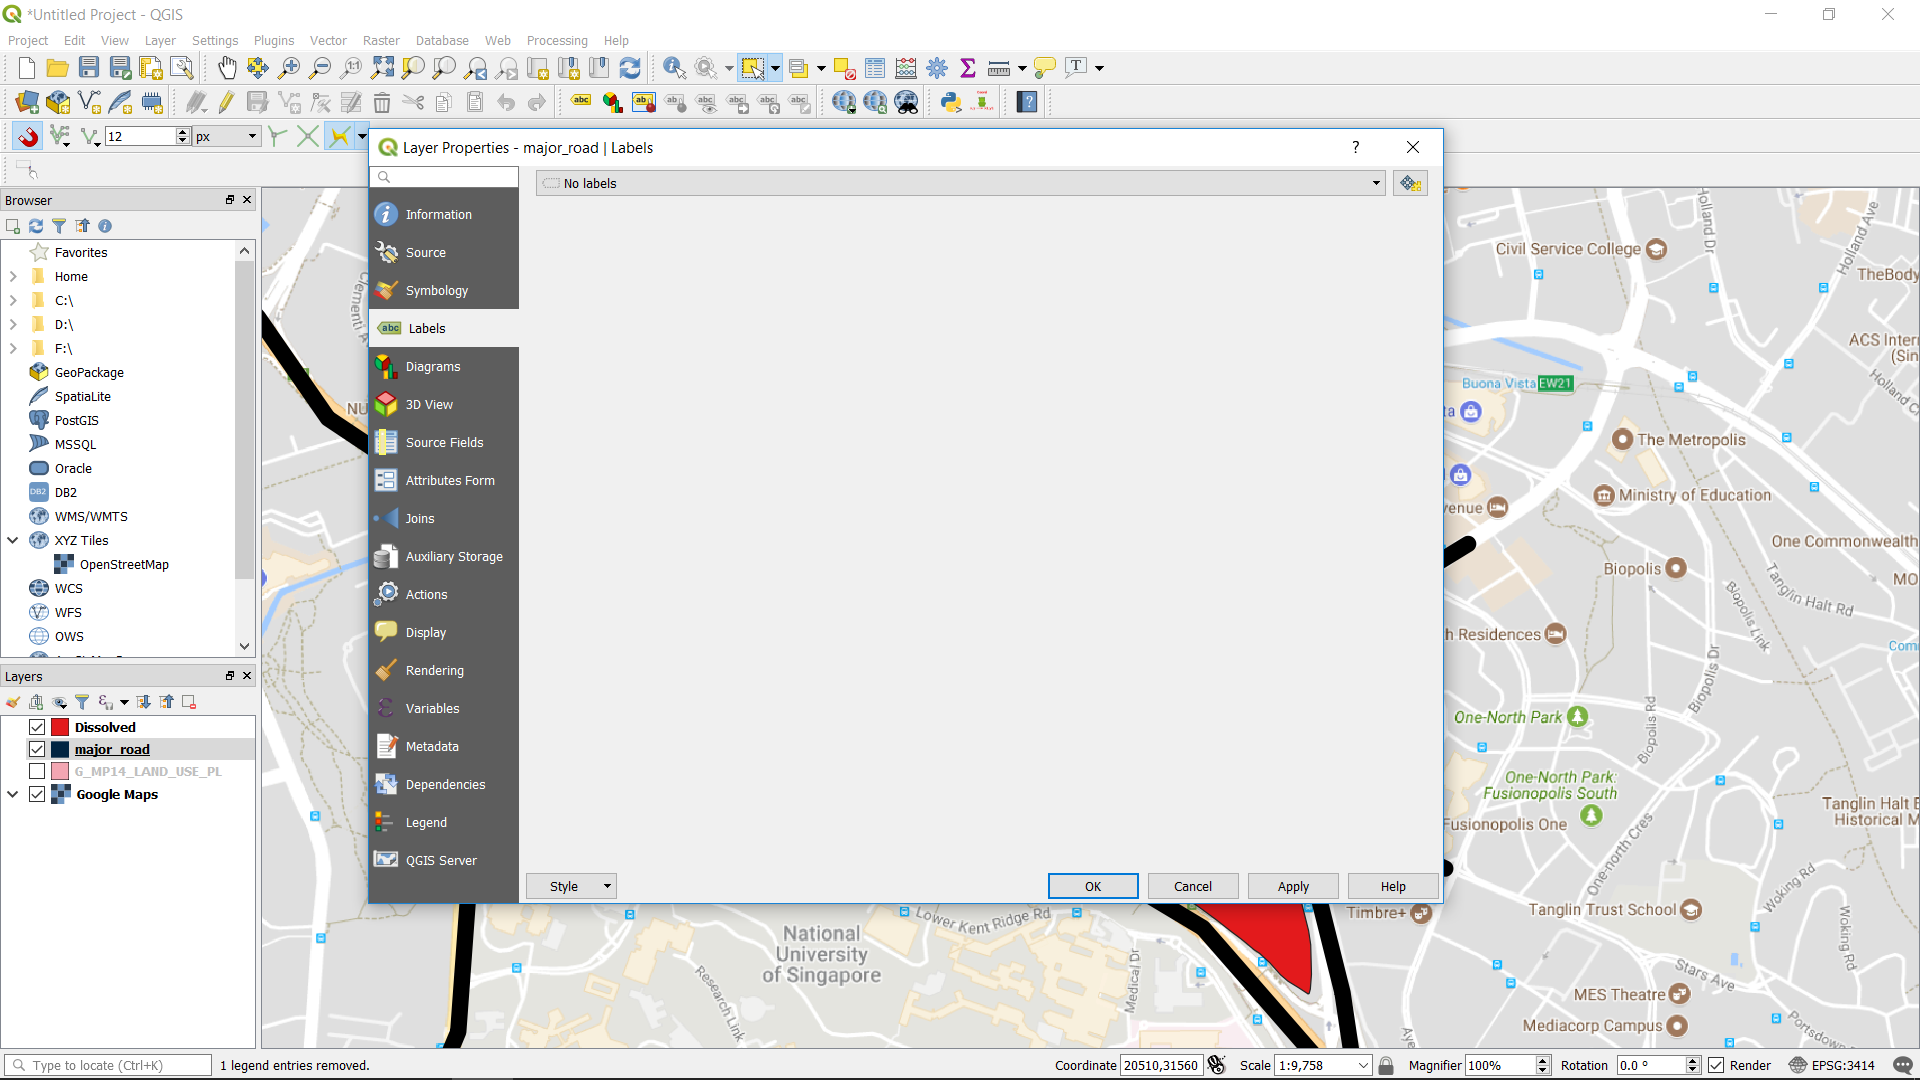 *Untitled Project - QGIS
Project Edit View Layer Settings Plugins Vector Raster Database Web Processing Help
12 px
Layer Properties - major_road | Labels
?
No labels
Information
Source
Symbology
abc Labels
Diagrams
3D View
Source Fields
Attributes Form
Joins
Auxiliary Storage
Actions
Display
Rendering
Variables
Metadata
Dependencies
Legend
QGIS Server
Style
OK
Cancel
Apply
Help
Browser
Favorites
Home
C:\
D:\
F:\
GeoPackage
SpatiaLite
PostGIS
MSSQL
Oracle
DB2
WMS/WMTS
XYZ Tiles
OpenStreetMap
WCS
WFS
OWS
Layers
Dissolved
major_road
G_MP14_LAND_USE_PL
Google Maps
Clementi
NU
Civil Service College
Holland Dr
Holland Ave
TheBody
ACS Intern
(Sin
Holland C
Buona Vista EW21
ta
The Metropolis
Ministry of Education
venue
One Commonwealth
Biopolis
MO
Tanglin Halt Rd
Biopolis Link
h Residences
Com
Biopolis Dr
Biopolis Rd
One-North Park
One-North Park:
Fusionopolis South
Fusionopolis One
Tanglin Halt
Historical M
One-north Cres
Woking Rd
Timbre+
Tanglin Trust School
Woking Rd
Stars Ave
MES Theatre
Mediacorp Campus
Portsdown
Lower Kent Ridge Rd
National
University
of Singapore
Research Link
Medical Dr
Type to locate (Ctrl+K)
1 legend entries removed.
Coordinate 20510,31560
Scale 1:9,758
Magnifier 100%
Rotation 0.0 °
Render
EPSG:3414